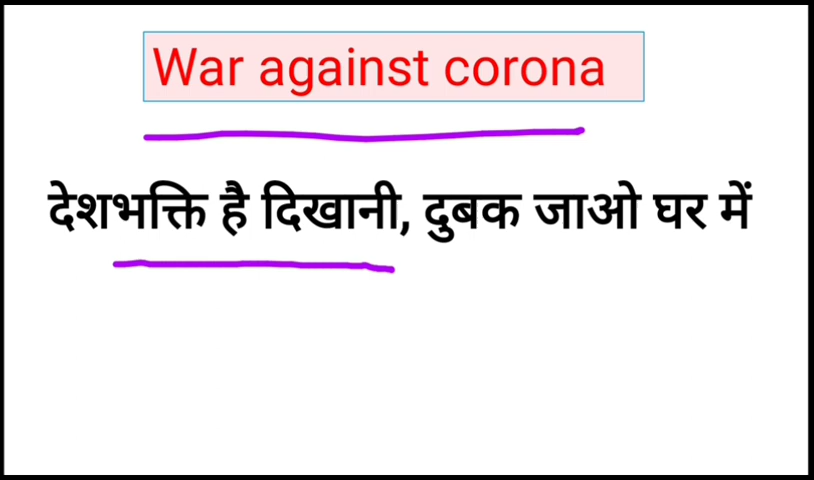 War against corona
देशभक्ति है दिखानी, दुबक जाओ घर में